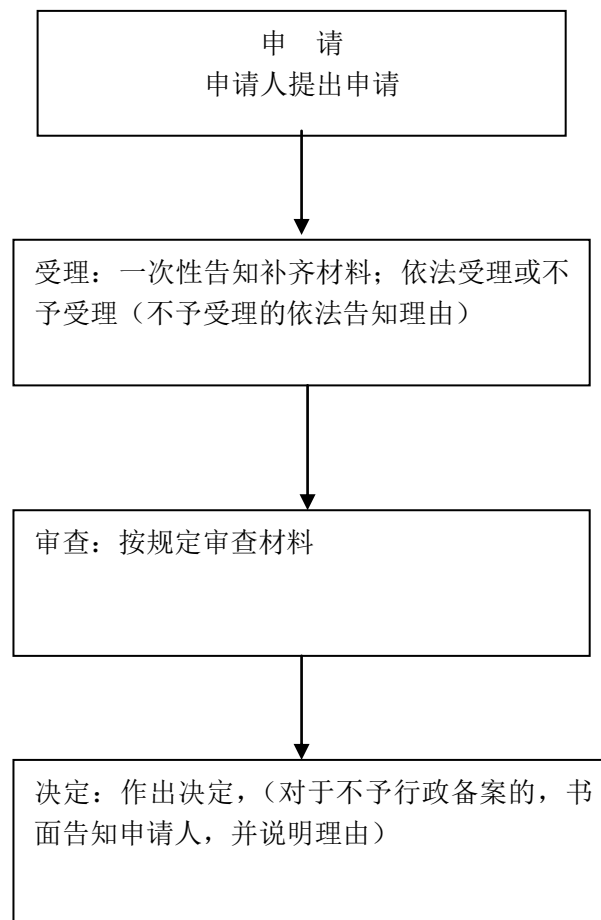 申 请
申请人提出申请
受理：一次性告知补齐材料；依法受理或不
予受理（不予受理的依法告知理由）
审查：按规定审查材料
决定：作出决定，（对于不予行政备案的，书
面告知申请人，并说明理由）